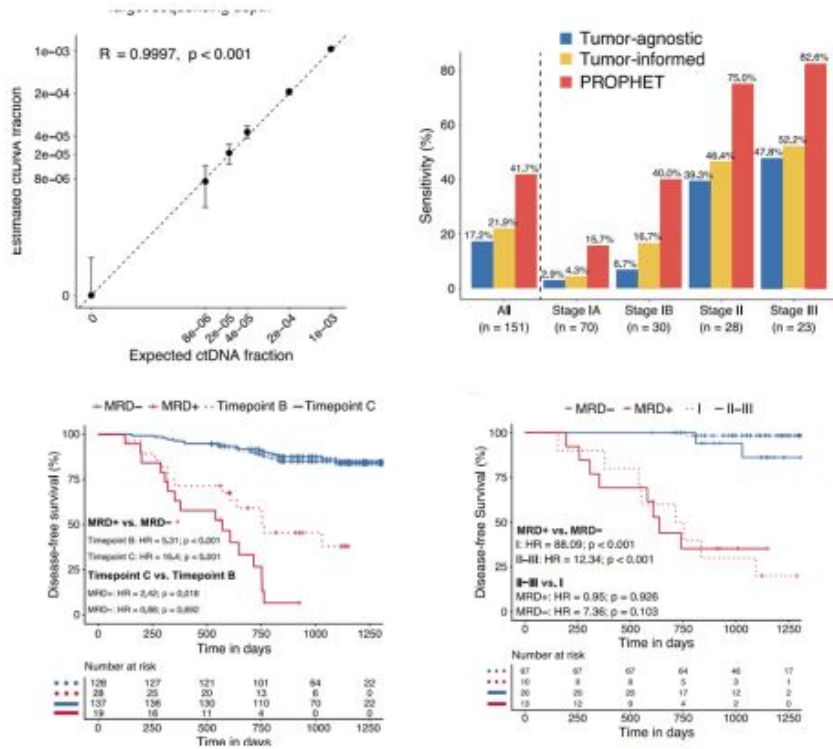 R = 0.9997, p < 0.001
1e−03
2e−04
4e−05
2e−05
8e−06
0
Estimated ctDNA fraction
0
8e−06
2e−05
4e−05
2e−04
1e−03
Expected ctDNA fraction
Tumor-agnostic
Tumor-informed
PROPHET
Sensitivity (%)
80
60
40
20
0
17.2%
21.9%
41.7%
2.9%
4.3%
15.7%
6.7%
16.7%
40.0%
39.3%
46.4%
75.0%
47.8%
52.2%
82.6%
All
(n = 151)
Stage IA
(n = 70)
Stage IB
(n = 30)
Stage II
(n = 28)
Stage III
(n = 23)
MRD− MRD+ Timepoint B Timepoint C
Disease-free Survival (%)
100
75
50
25
0
MRD+ vs. MRD−
Timepoint B: HR = 5.31; p < 0.001
Timepoint C: HR = 16.4; p < 0.001
Timepoint C vs. Timepoint B
MRD+: HR = 2.42; p = 0.018
MRD−: HR = 0.88; p = 0.692
0 250 500 750 1000 1250
Time in days
Number at risk
128 127 121 101 64 22
28 25 20 13 6 0
137 136 130 110 70 22
19 16 11 4 0 0
0 250 500 750 1000 1250
Time in days
MRD− MRD+ I II−III
Disease-free Survival (%)
100
75
50
25
0
MRD+ vs. MRD−
I: HR = 88.09; p < 0.001
II−III: HR = 12.34; p < 0.001
II−III vs. I
MRD+: HR = 0.95; p = 0.926
MRD−: HR = 7.36; p = 0.103
0 250 500 750 1000 1250
Time in days
Number at risk
67 67 67 64 46 17
10 9 8 5 3 1
20 20 20 17 12 2
13 12 9 4 2 0
0 250 500 750 1000 1250
Time in days